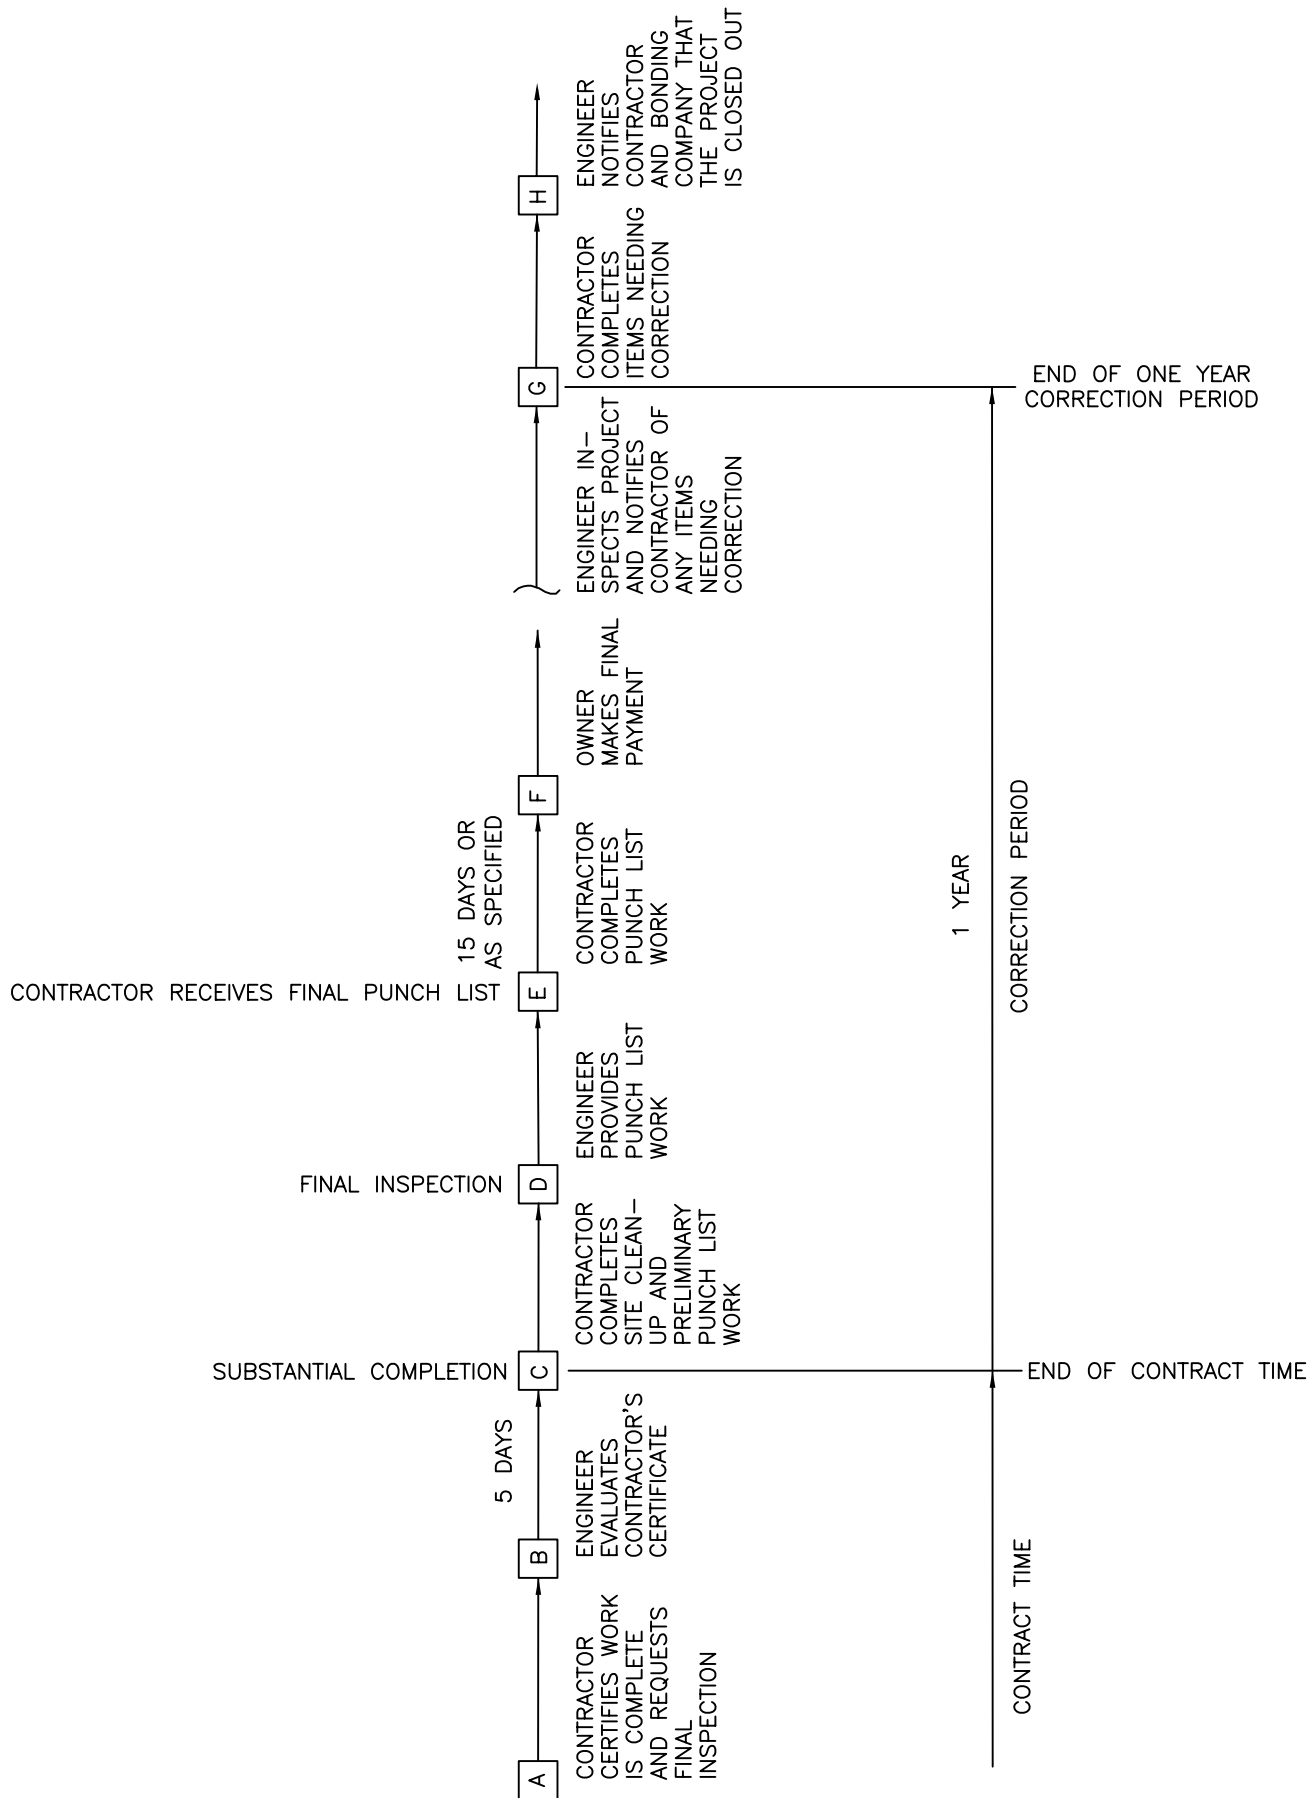 A
CONTRACTOR
CERTIFIES WORK
IS COMPLETE
AND REQUESTS
FINAL
INSPECTION
B
5 DAYS
ENGINEER
EVALUATES
CONTRACTOR'S
CERTIFICATE
SUBSTANTIAL COMPLETION
C
CONTRACTOR
COMPLETES
SITE CLEAN-
UP AND
PRELIMINARY
PUNCH LIST
WORK
FINAL INSPECTION
D
ENGINEER
PROVIDES
PUNCH LIST
WORK
CONTRACTOR RECEIVES FINAL PUNCH LIST
E
15 DAYS OR
AS SPECIFIED
CONTRACTOR
COMPLETES
PUNCH LIST
WORK
F
OWNER
MAKES FINAL
PAYMENT
ENGINEER IN-
SPECTS PROJECT
AND NOTIFIES
CONTRACTOR OF
ANY ITEMS
NEEDING
CORRECTION
G
CONTRACTOR
COMPLETES
ITEMS NEEDING
CORRECTION
H
ENGINEER
NOTIFIES
CONTRACTOR
AND BONDING
COMPANY THAT
THE PROJECT
IS CLOSED OUT
CONTRACT TIME
END OF CONTRACT TIME
1 YEAR
CORRECTION PERIOD
END OF ONE YEAR
CORRECTION PERIOD